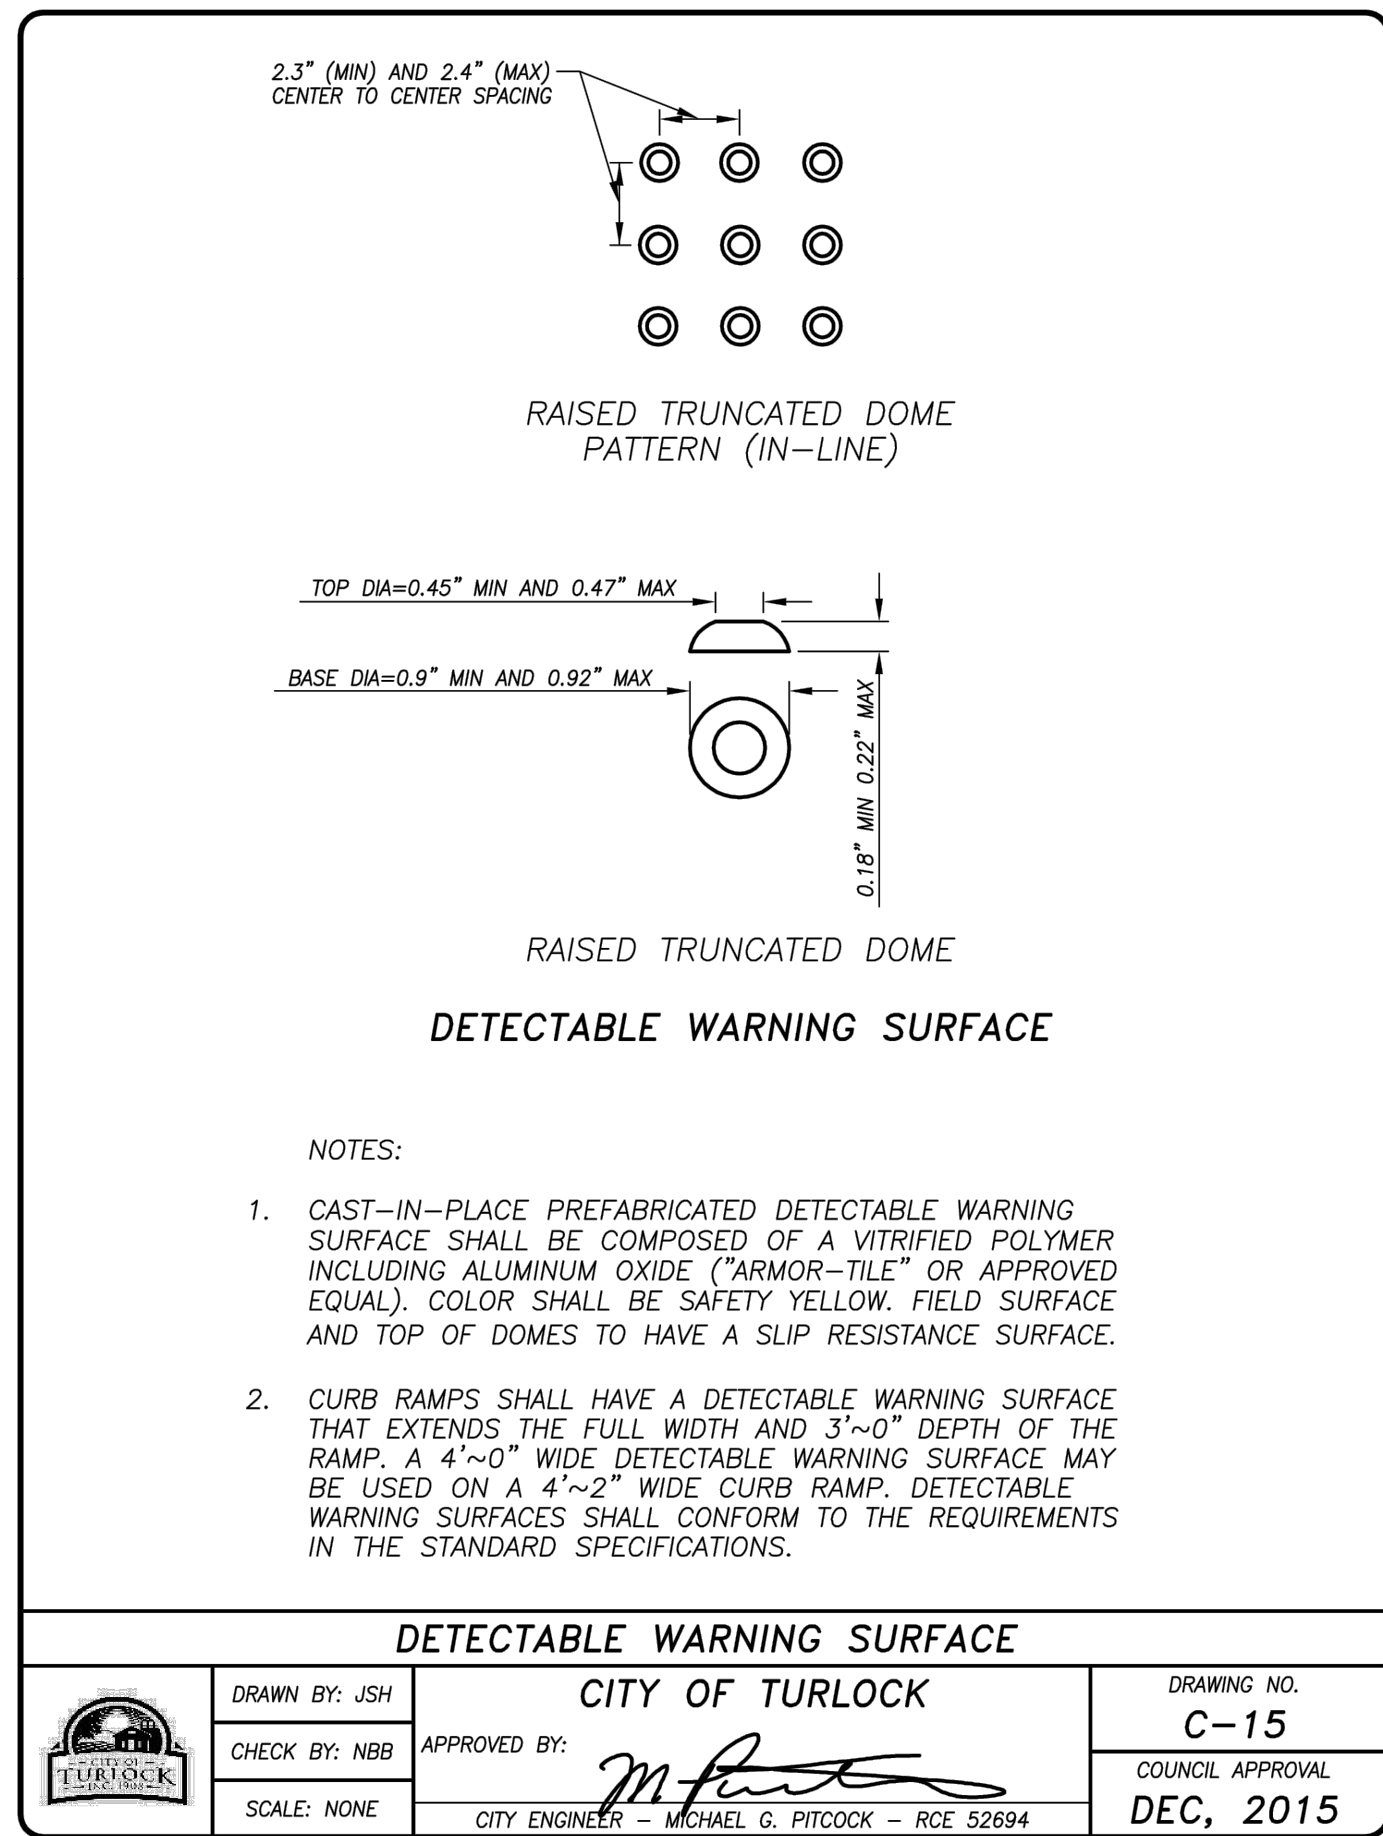 2.3" (MIN) AND 2.4" (MAX)
CENTER TO CENTER SPACING
RAISED TRUNCATED DOME
PATTERN (IN-LINE)
TOP DIA=0.45" MIN AND 0.47" MAX
BASE DIA=0.9" MIN AND 0.92" MAX
0.18" MIN 0.22" MAX
RAISED TRUNCATED DOME
DETECTABLE WARNING SURFACE
NOTES:
1. CAST-IN-PLACE PREFABRICATED DETECTABLE WARNING
SURFACE SHALL BE COMPOSED OF A VITRIFIED POLYMER
INCLUDING ALUMINUM OXIDE ("ARMOR-TILE" OR APPROVED
EQUAL). COLOR SHALL BE SAFETY YELLOW. FIELD SURFACE
AND TOP OF DOMES TO HAVE A SLIP RESISTANCE SURFACE.
2. CURB RAMPS SHALL HAVE A DETECTABLE WARNING SURFACE
THAT EXTENDS THE FULL WIDTH AND 3'~0" DEPTH OF THE
RAMP. A 4'~0" WIDE DETECTABLE WARNING SURFACE MAY
BE USED ON A 4'~2" WIDE CURB RAMP. DETECTABLE
WARNING SURFACES SHALL CONFORM TO THE REQUIREMENTS
IN THE STANDARD SPECIFICATIONS.
DETECTABLE WARNING SURFACE
CITY OF
TURLOCK
INC. 1908
DRAWN BY: JSH
CHECK BY: NBB
SCALE: NONE
CITY OF TURLOCK
APPROVED BY:
CITY ENGINEER - MICHAEL G. PITCOCK - RCE 52694
DRAWING NO.
C-15
COUNCIL APPROVAL
DEC, 2015